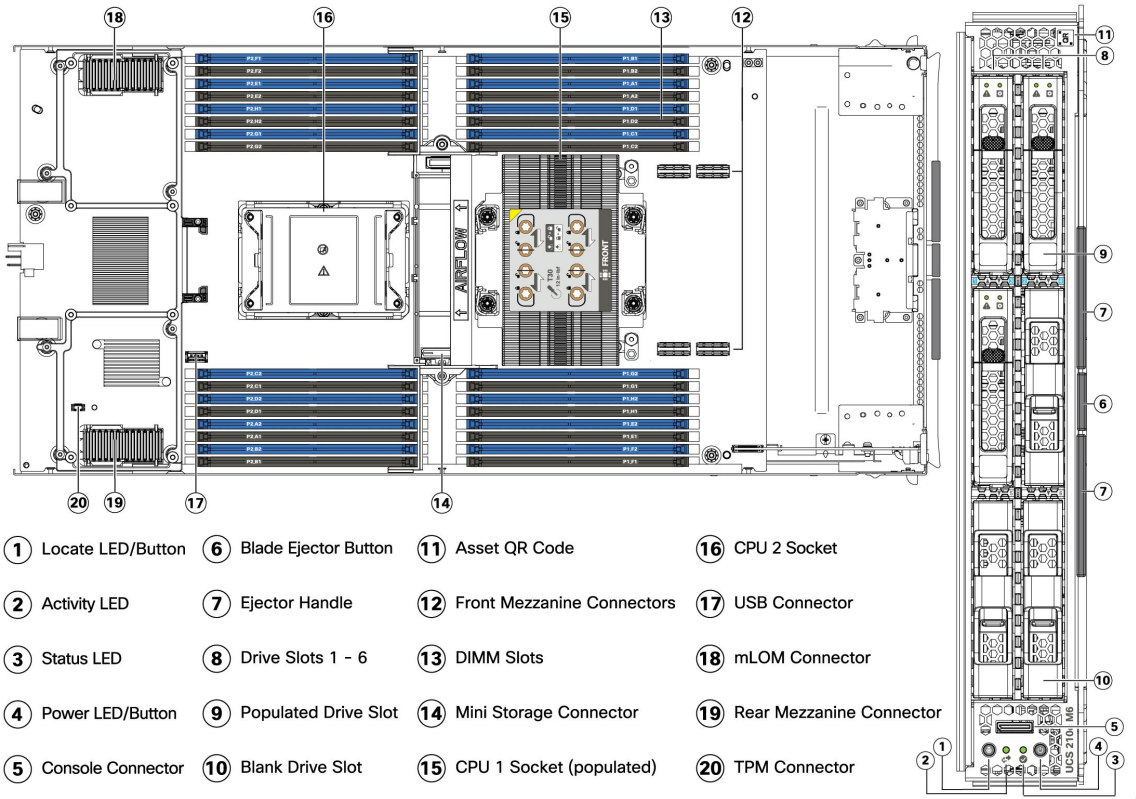 18
16
15
13
12
11
8
QR
P2,F1
P2,F2
P2,E1
P2,E2
P2,H1
P2,H2
P2,G1
P2,G2
P1,B1
P1,B2
P1,A1
P1,A2
P1,D1
P1,D2
P1,C1
P1,C2
AIRFLOW
T30
12 in-lbf
FRONT
9
7
6
7
P2,C2
P2,C1
P2,D2
P2,D1
P2,A2
P2,A1
P2,B2
P2,B1
P1,G2
P1,G1
P1,H2
P1,H1
P1,E2
P1,E1
P1,F2
P1,F1
20
19
17
14
10
UCS 210c M6
5
1
2
4
3
1 Locate LED/Button
6 Blade Ejector Button
11 Asset QR Code
16 CPU 2 Socket
2 Activity LED
7 Ejector Handle
12 Front Mezzanine Connectors
17 USB Connector
3 Status LED
8 Drive Slots 1 - 6
13 DIMM Slots
18 mLOM Connector
4 Power LED/Button
9 Populated Drive Slot
14 Mini Storage Connector
19 Rear Mezzanine Connector
5 Console Connector
10 Blank Drive Slot
15 CPU 1 Socket (populated)
20 TPM Connector